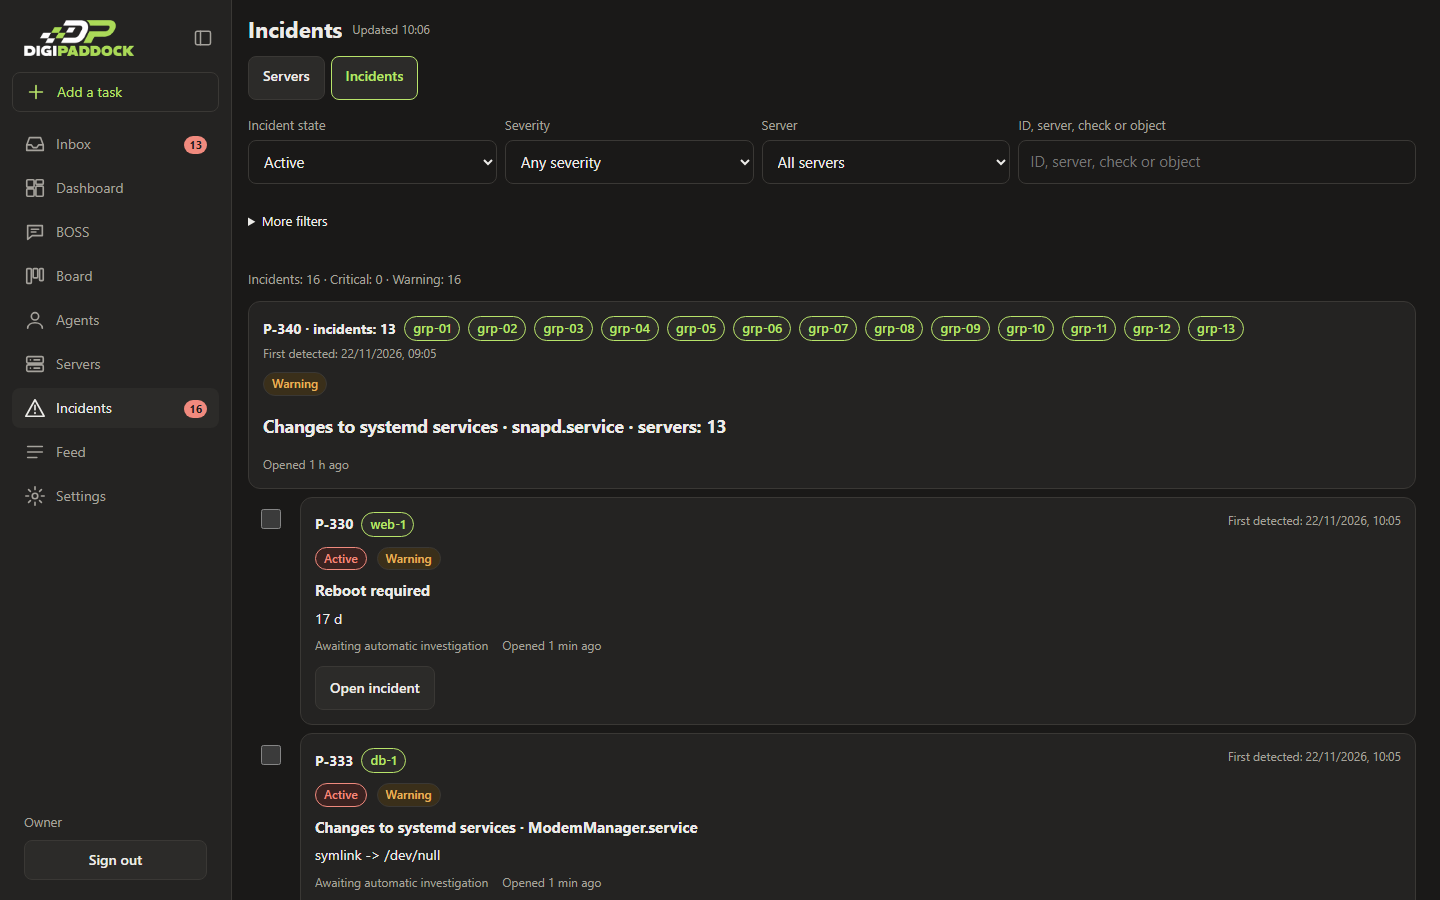 DP
DIGIPADDOCK
Add a task
Inbox 13
Dashboard
BOSS
Board
Agents
Servers
Incidents 16
Feed
Settings
Owner
Sign out
Incidents Updated 10:06
Servers Incidents
Incident state Severity Server ID, server, check or object
Active Any severity All servers ID, server, check or object
More filters
Incidents: 16 · Critical: 0 · Warning: 16
P-340 · incidents: 13 grp-01 grp-02 grp-03 grp-04 grp-05 grp-06 grp-07 grp-08 grp-09 grp-10 grp-11 grp-12 grp-13
First detected: 22/11/2026, 09:05
Warning
Changes to systemd services · snapd.service · servers: 13
Opened 1 h ago
P-330 web-1 First detected: 22/11/2026, 10:05
Active Warning
Reboot required
17 d
Awaiting automatic investigation Opened 1 min ago
Open incident
P-333 db-1 First detected: 22/11/2026, 10:05
Active Warning
Changes to systemd services · ModemManager.service
symlink -> /dev/null
Awaiting automatic investigation Opened 1 min ago